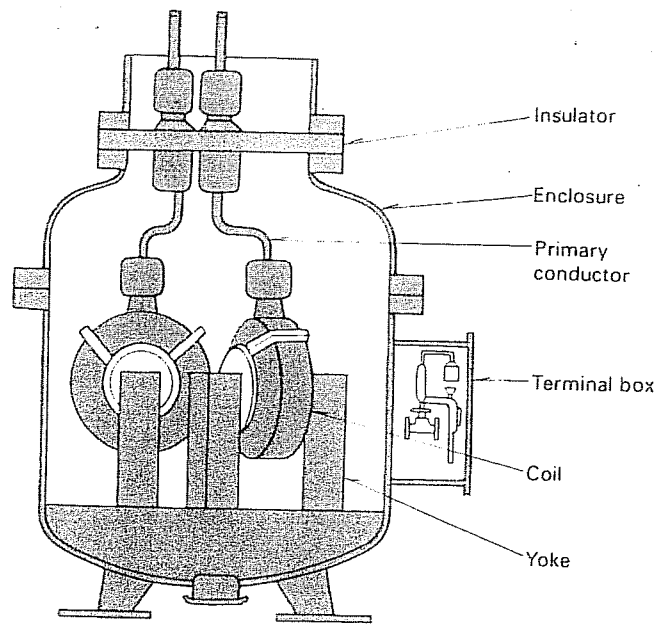 Insulator
Enclosure
Primary
conductor
Terminal box
Coil
Yoke